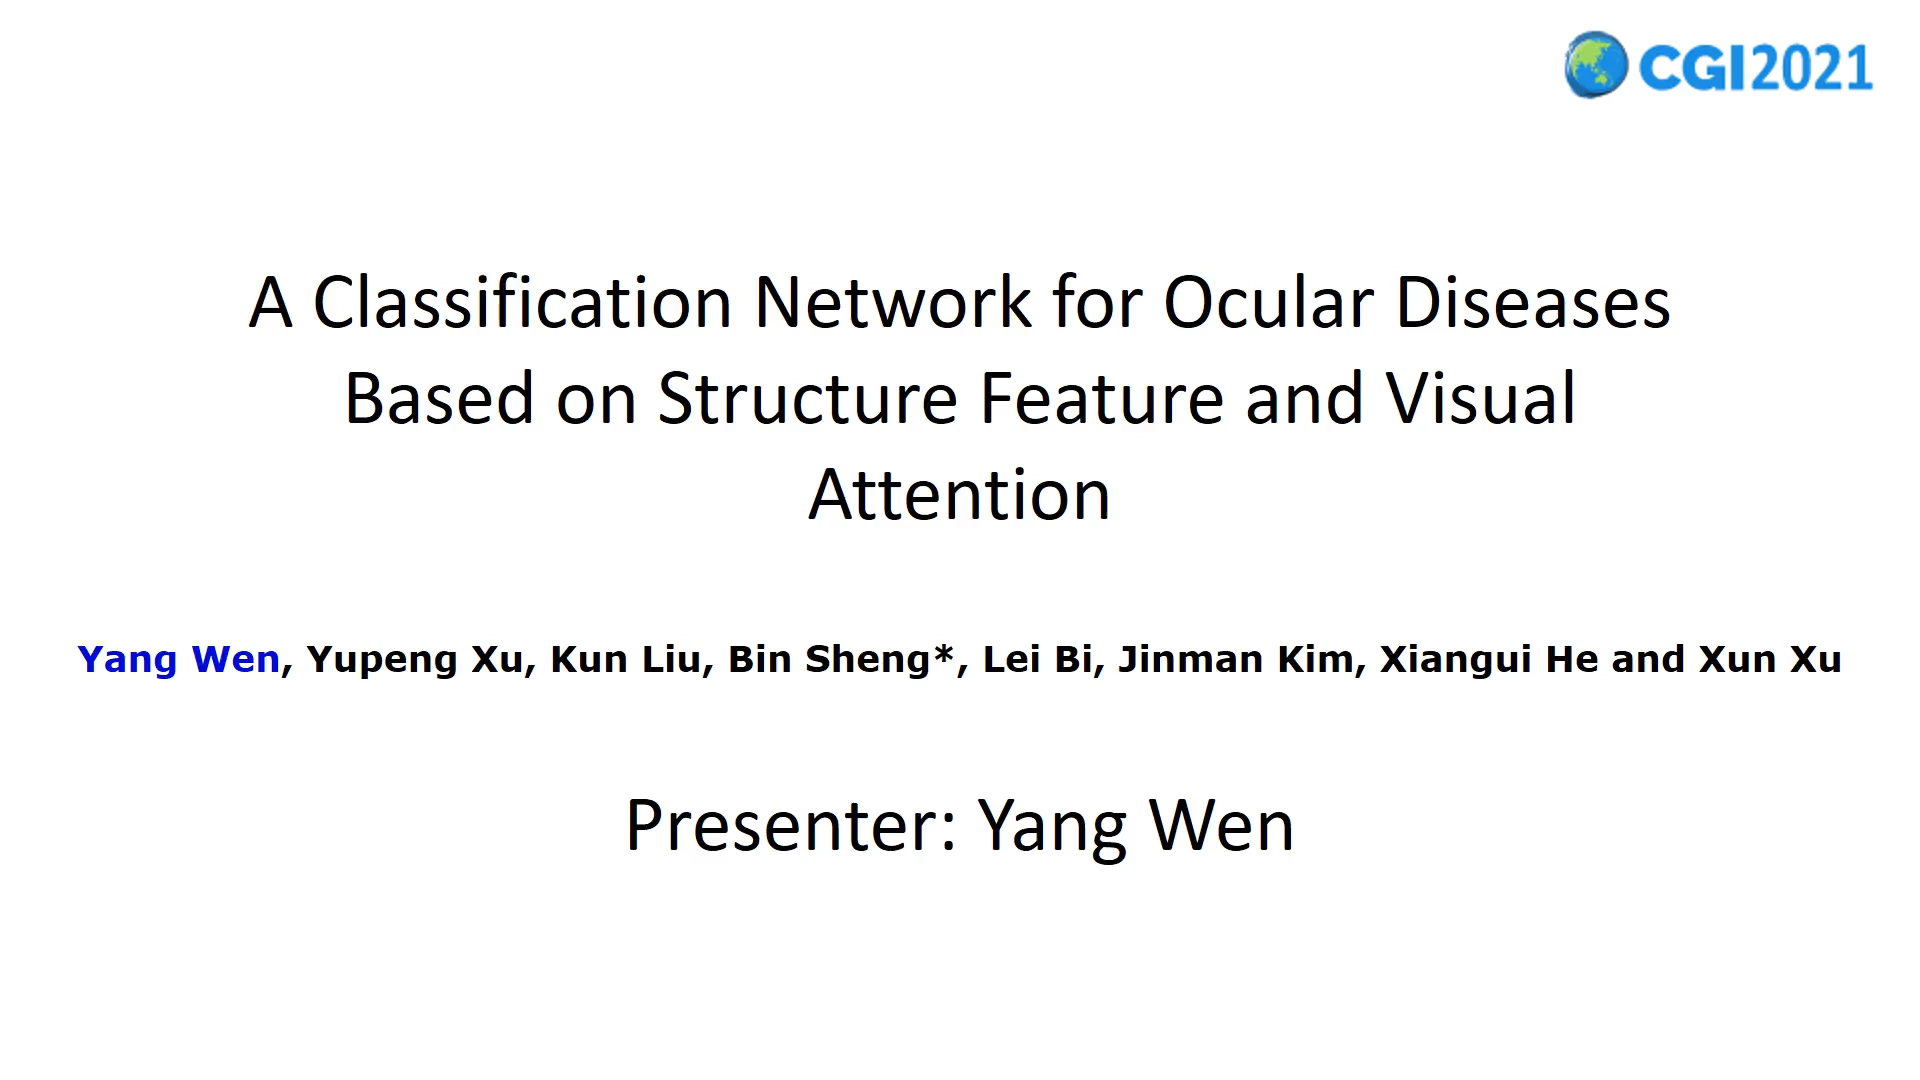 CGI2021
A Classification Network for Ocular Diseases
Based on Structure Feature and Visual
Attention
Yang Wen, Yupeng Xu, Kun Liu, Bin Sheng*, Lei Bi, Jinman Kim, Xiangui He and Xun Xu
Presenter: Yang Wen